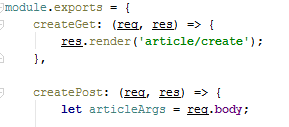 module.exports = {
createGet: (req, res) => {
res.render('article/create');
},
createPost: (req, res) => {
let articleArgs = req.body;